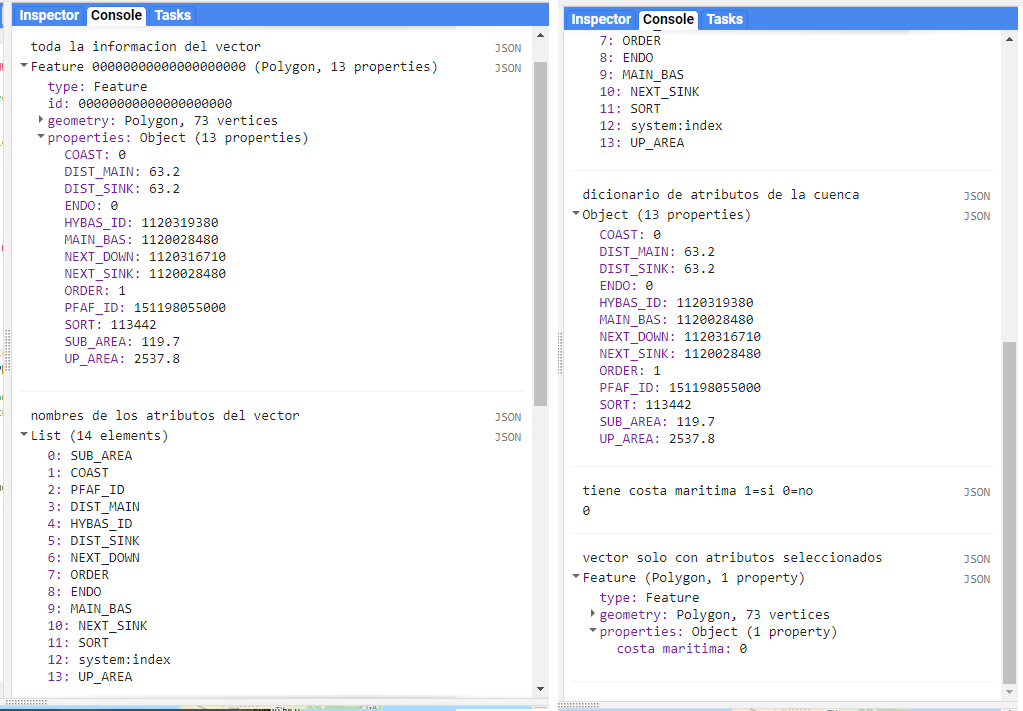 Inspector Console Tasks
toda la informacion del vector JSON
Feature 00000000000000000000 (Polygon, 13 properties) JSON
type: Feature
id: 00000000000000000000
geometry: Polygon, 73 vertices
properties: Object (13 properties)
COAST: 0
DIST_MAIN: 63.2
DIST_SINK: 63.2
ENDO: 0
HYBAS_ID: 1120319380
MAIN_BAS: 1120028480
NEXT_DOWN: 1120316710
NEXT_SINK: 1120028480
ORDER: 1
PFAF_ID: 151198055000
SORT: 113442
SUB_AREA: 119.7
UP_AREA: 2537.8
nombres de los atributos del vector JSON
List (14 elements) JSON
0: SUB_AREA
1: COAST
2: PFAF_ID
3: DIST_MAIN
4: HYBAS_ID
5: DIST_SINK
6: NEXT_DOWN
7: ORDER
8: ENDO
9: MAIN_BAS
10: NEXT_SINK
11: SORT
12: system:index
13: UP_AREA
Inspector Console Tasks
7: ORDER
8: ENDO
9: MAIN_BAS
10: NEXT_SINK
11: SORT
12: system:index
13: UP_AREA
dicionario de atributos de la cuenca JSON
Object (13 properties) JSON
COAST: 0
DIST_MAIN: 63.2
DIST_SINK: 63.2
ENDO: 0
HYBAS_ID: 1120319380
MAIN_BAS: 1120028480
NEXT_DOWN: 1120316710
NEXT_SINK: 1120028480
ORDER: 1
PFAF_ID: 151198055000
SORT: 113442
SUB_AREA: 119.7
UP_AREA: 2537.8
tiene costa maritima 1=si 0=no JSON
0
vector solo con atributos seleccionados JSON
Feature (Polygon, 1 property) JSON
type: Feature
geometry: Polygon, 73 vertices
properties: Object (1 property)
costa maritima: 0